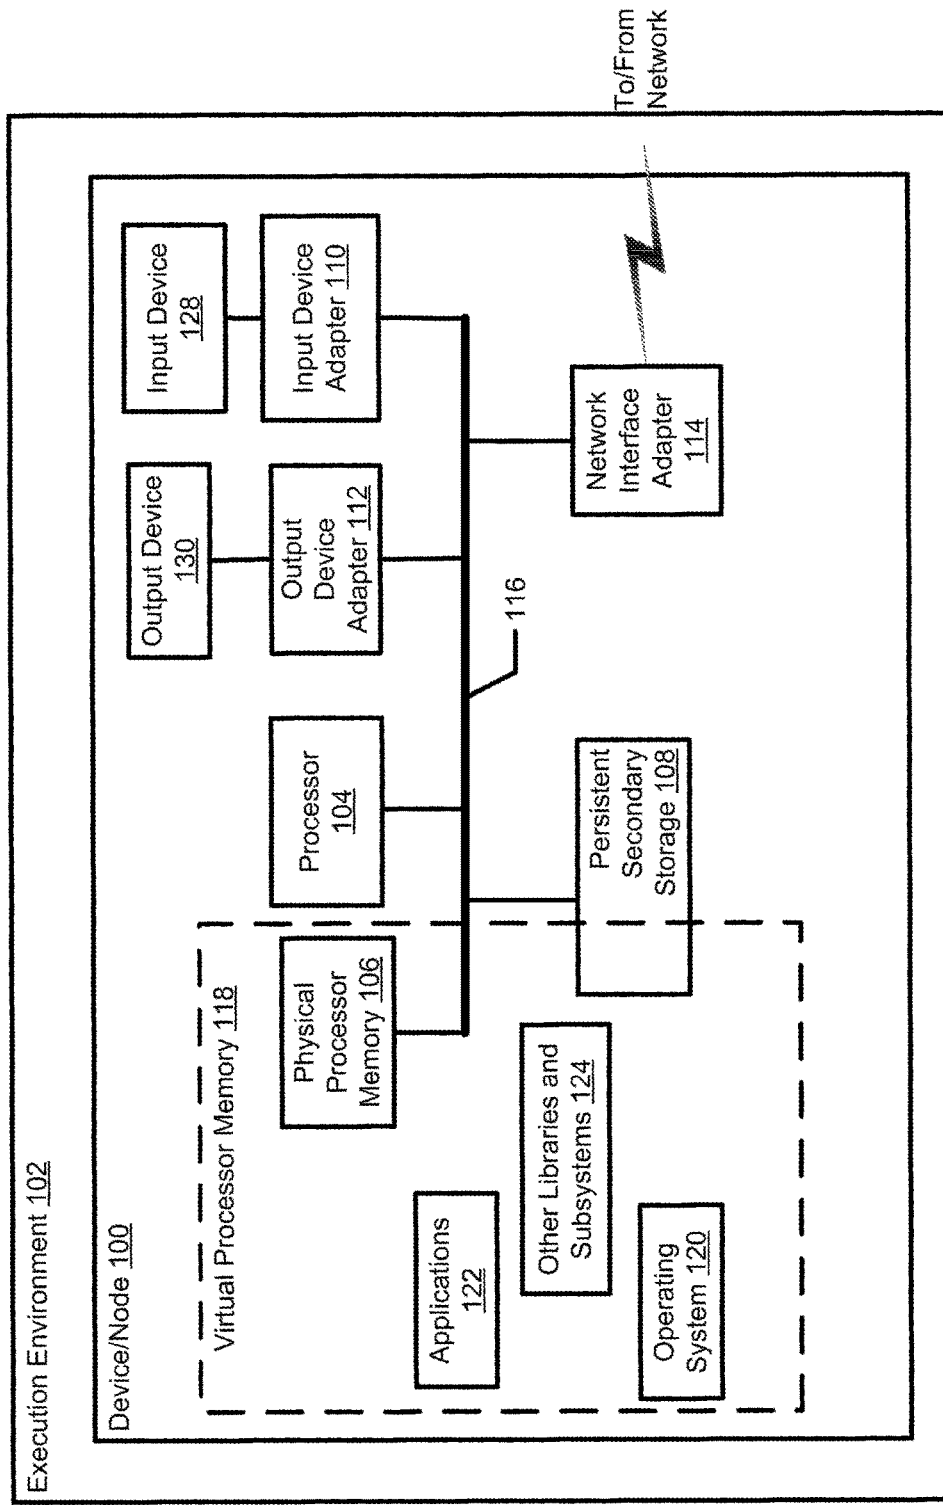 Execution Environment 102
Device/Node 100
Virtual Processor Memory 118
Applications
122
Other Libraries and
Subsystems 124
Operating
System 120
Physical
Processor
Memory 106
Processor
104
Persistent
Secondary
Storage 108
116
Output Device
130
Output
Device
Adapter 112
Input Device
128
Input Device
Adapter 110
Network
Interface
Adapter
114
To/From
Network